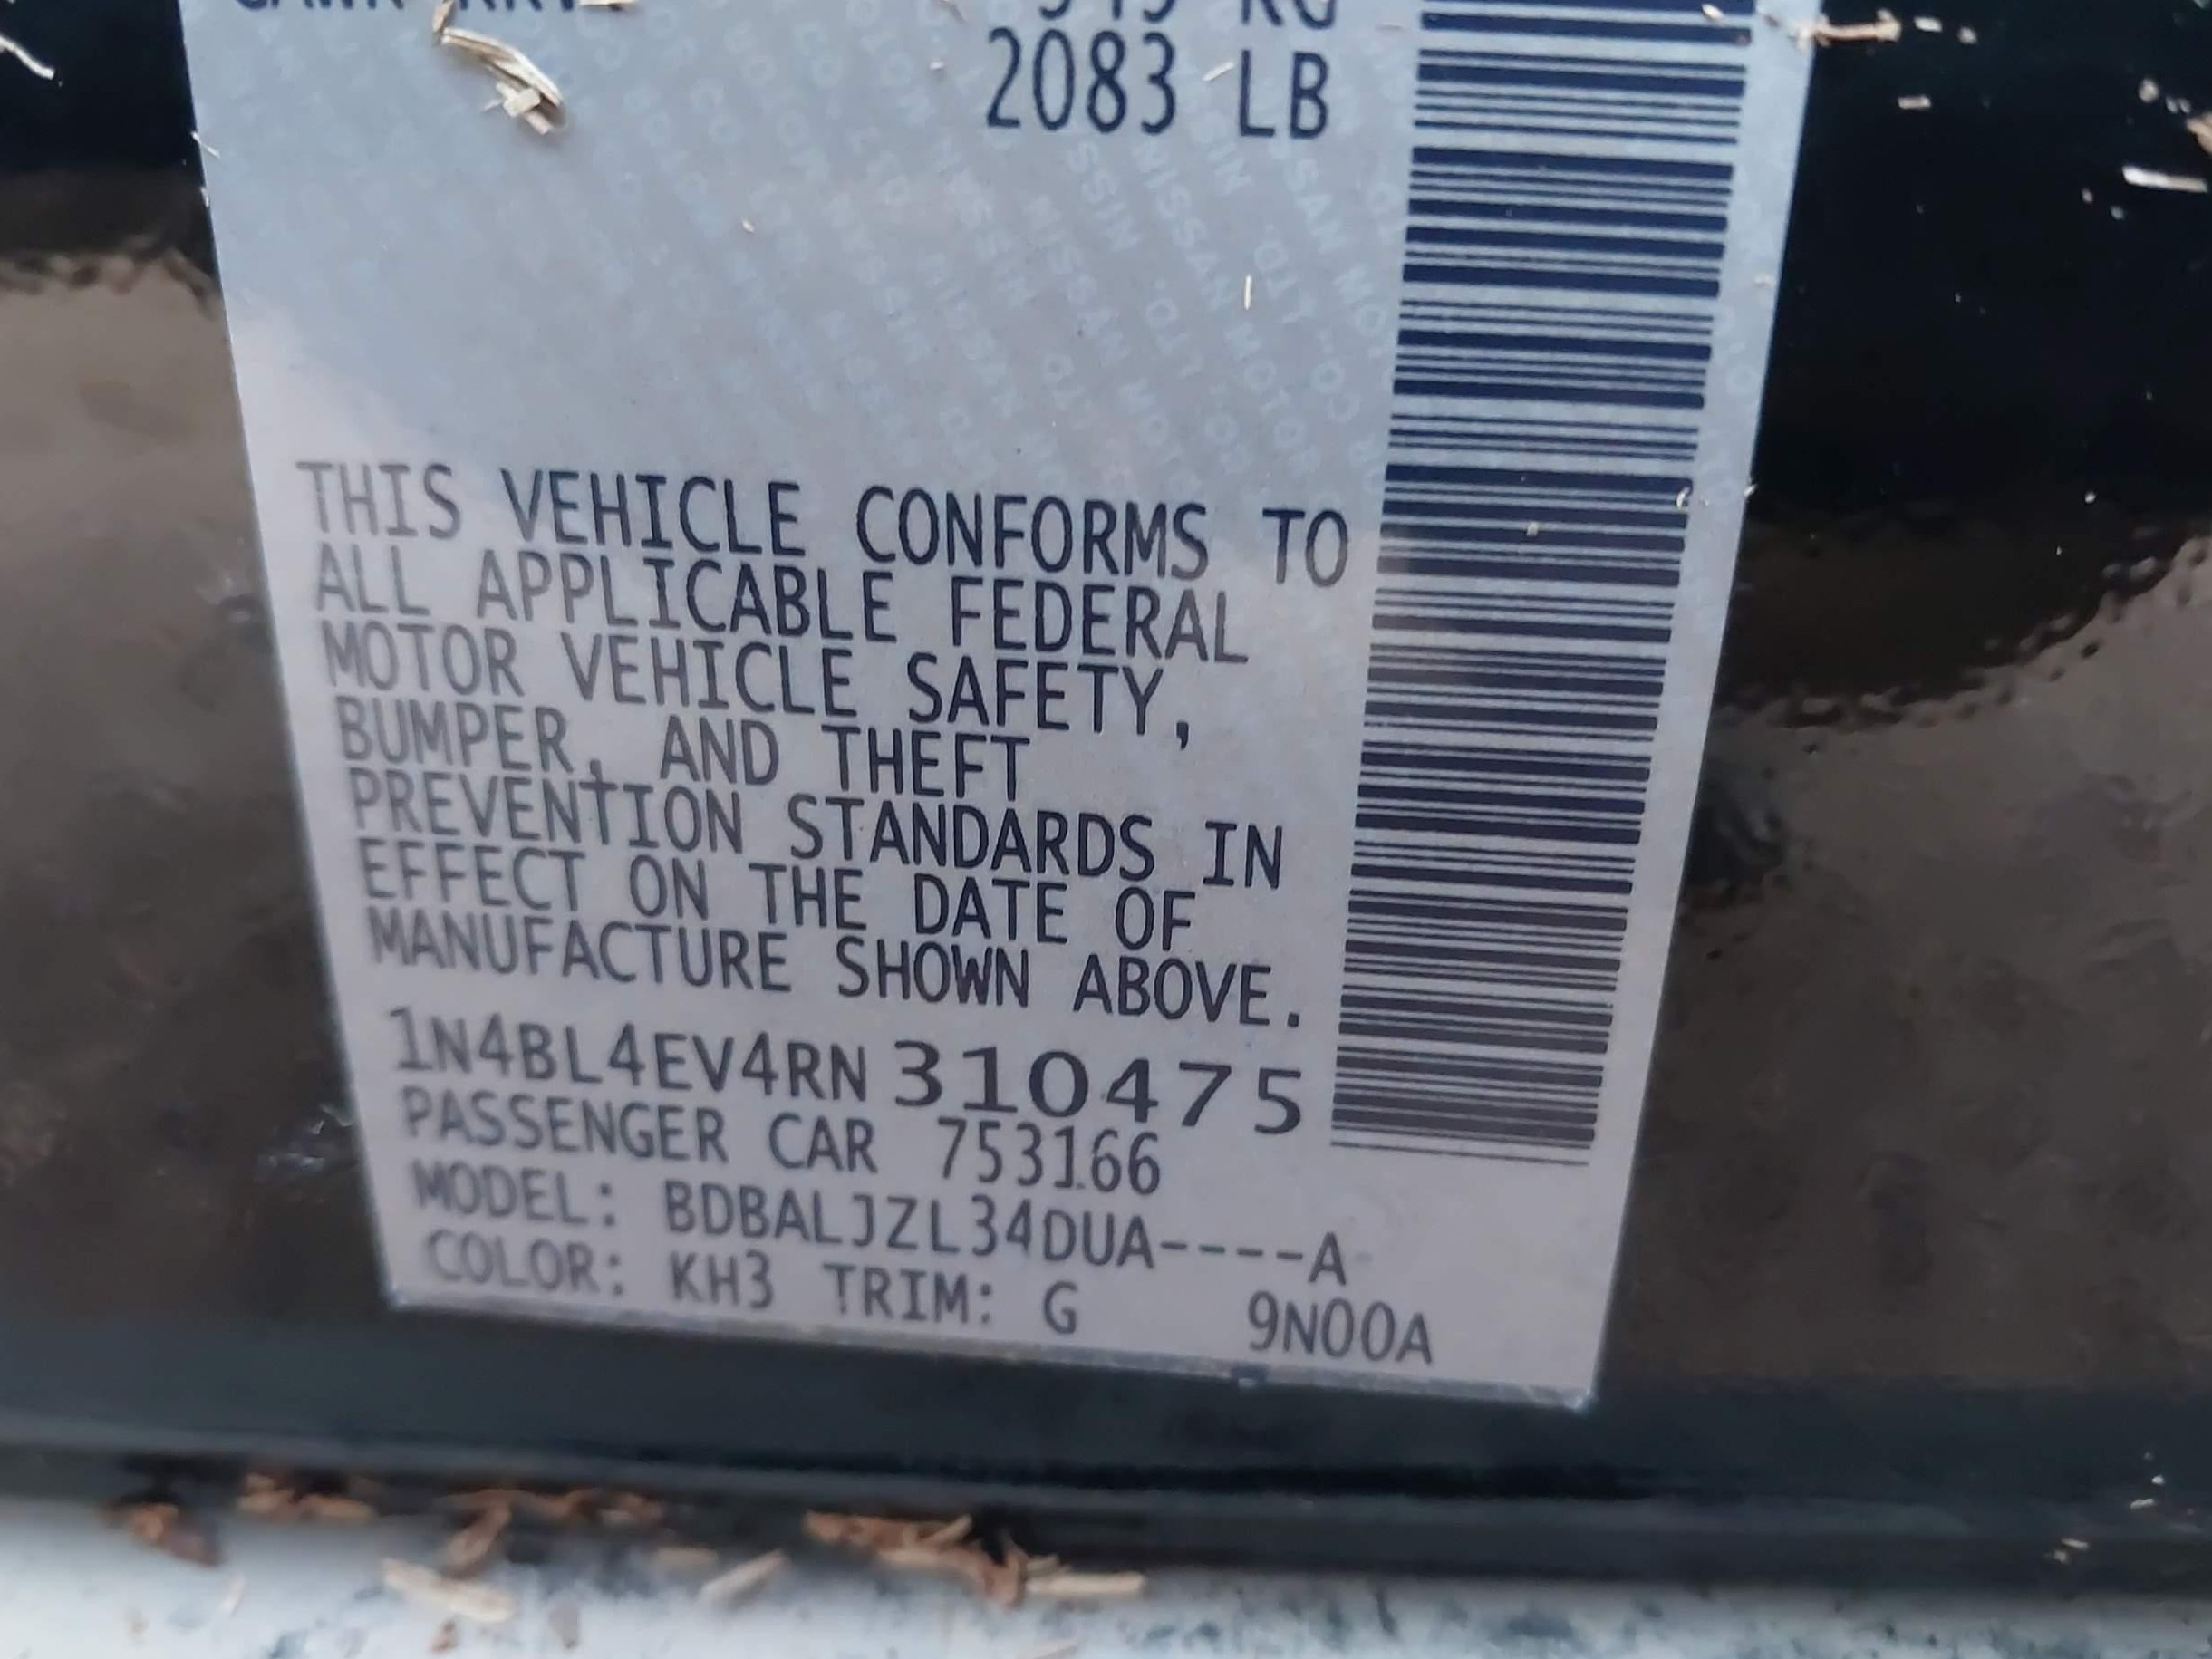 2083 LB
THIS VEHICLE CONFORMS TO
ALL APPLICABLE FEDERAL
MOTOR VEHICLE SAFETY,
BUMPER, AND THEFT
PREVENTION STANDARDS IN
EFFECT ON THE DATE OF
MANUFACTURE SHOWN ABOVE.
1N4BL4EV4RN310475
PASSENGER CAR 753166
MODEL: BDBALJZL34DUA----A
COLOR: KH3 TRIM: G 9N00A